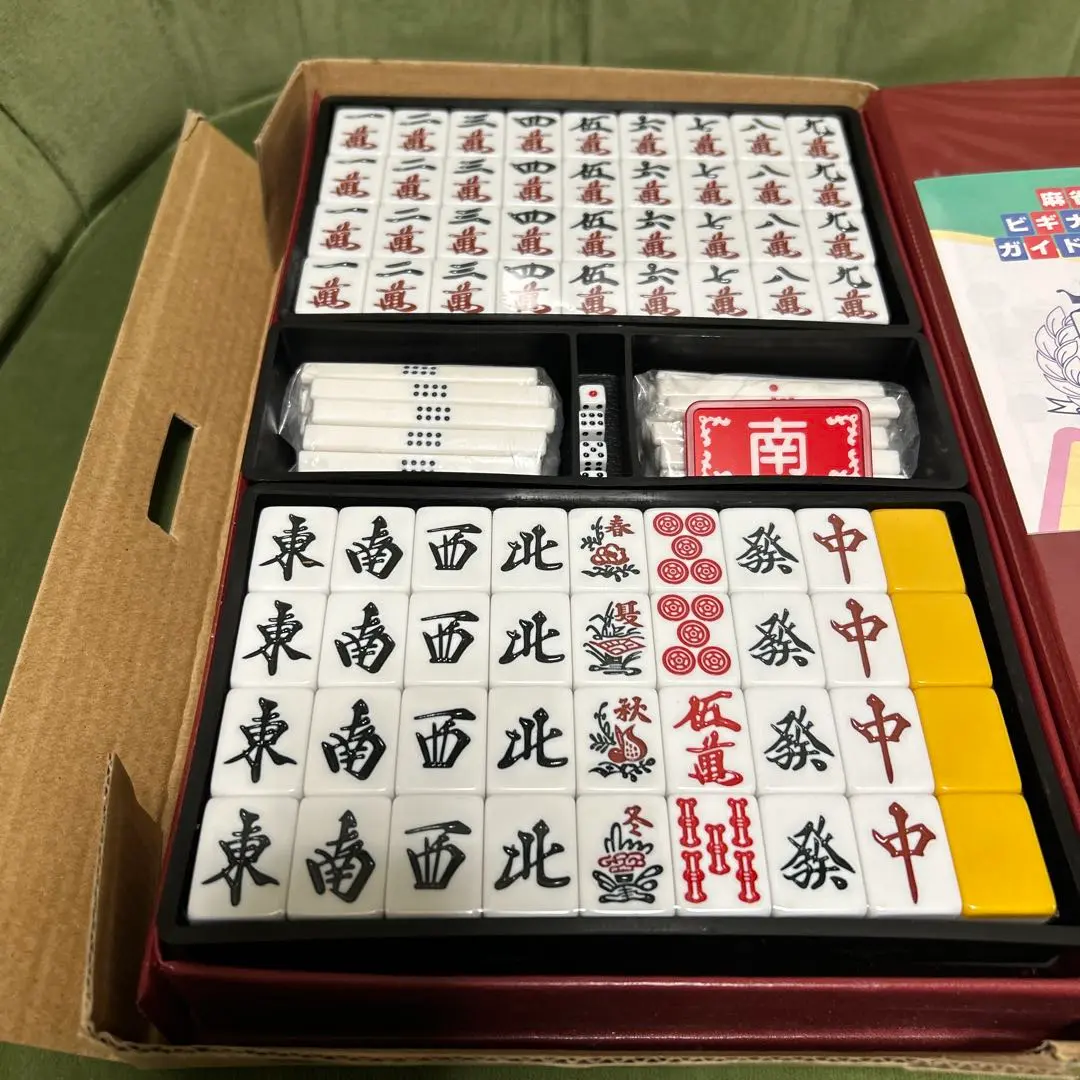 一萬 二萬 三萬 四萬 伍萬 六萬 七萬 八萬 九萬
一萬 二萬 三萬 四萬 伍萬 六萬 七萬 八萬 九萬
一萬 二萬 三萬 四萬 伍萬 六萬 七萬 八萬 九萬
一萬 二萬 三萬 四萬 伍萬 六萬 七萬 八萬 九萬
麻
ビギ
ガイド
南
東 南 西 北 春 發 中
東 南 西 北 夏 發 中
東 南 西 北 秋 伍萬 發 中
東 南 西 北 冬 發 中